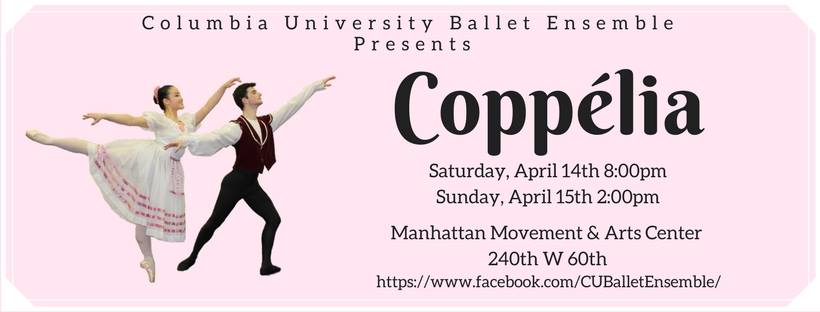 Columbia University Ballet Ensemble
Presents
Coppélia
Saturday, April 14th 8:00pm
Sunday, April 15th 2:00pm
Manhattan Movement & Arts Center
240th W 60th
https://www.facebook.com/CUBalletEnsemble/